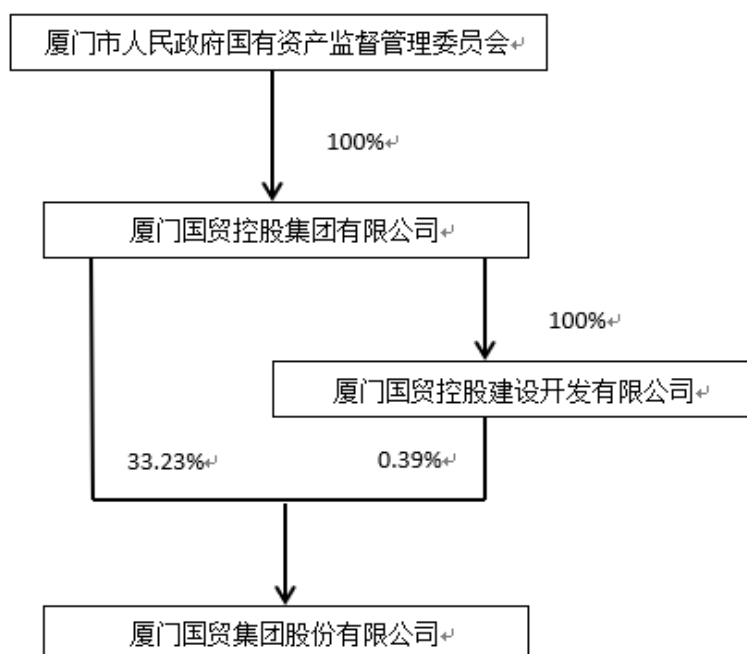 厦门市人民政府国有资产监督管理委员会↵
100%↵
厦门国贸控股集团有限公司↵
100%↵
厦门国贸控股建设开发有限公司↵
33.23%↵
0.39%↵
厦门国贸集团股份有限公司↵